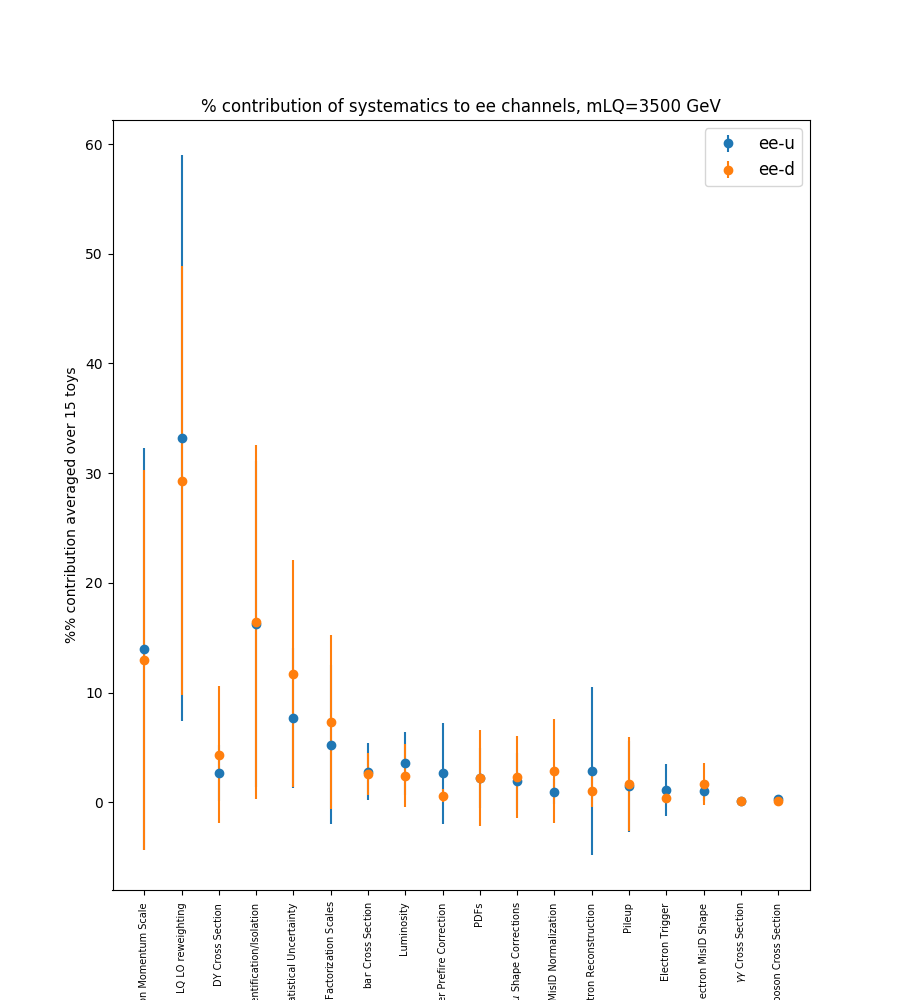 % contribution of systematics to ee channels, mLQ=3500 GeV
ee-u
ee-d
%% contribution averaged over 15 toys
60
50
40
30
20
10
0
Momentum Scale
LQ LO reweighting
DY Cross Section
entification/Isolation
atistical Uncertainty
Factorization Scales
bar Cross Section
Luminosity
er Prefire Correction
PDFs
Shape Corrections
MisID Normalization
tron Reconstruction
Pileup
Electron Trigger
ectron MisID Shape
γγ Cross Section
oson Cross Section